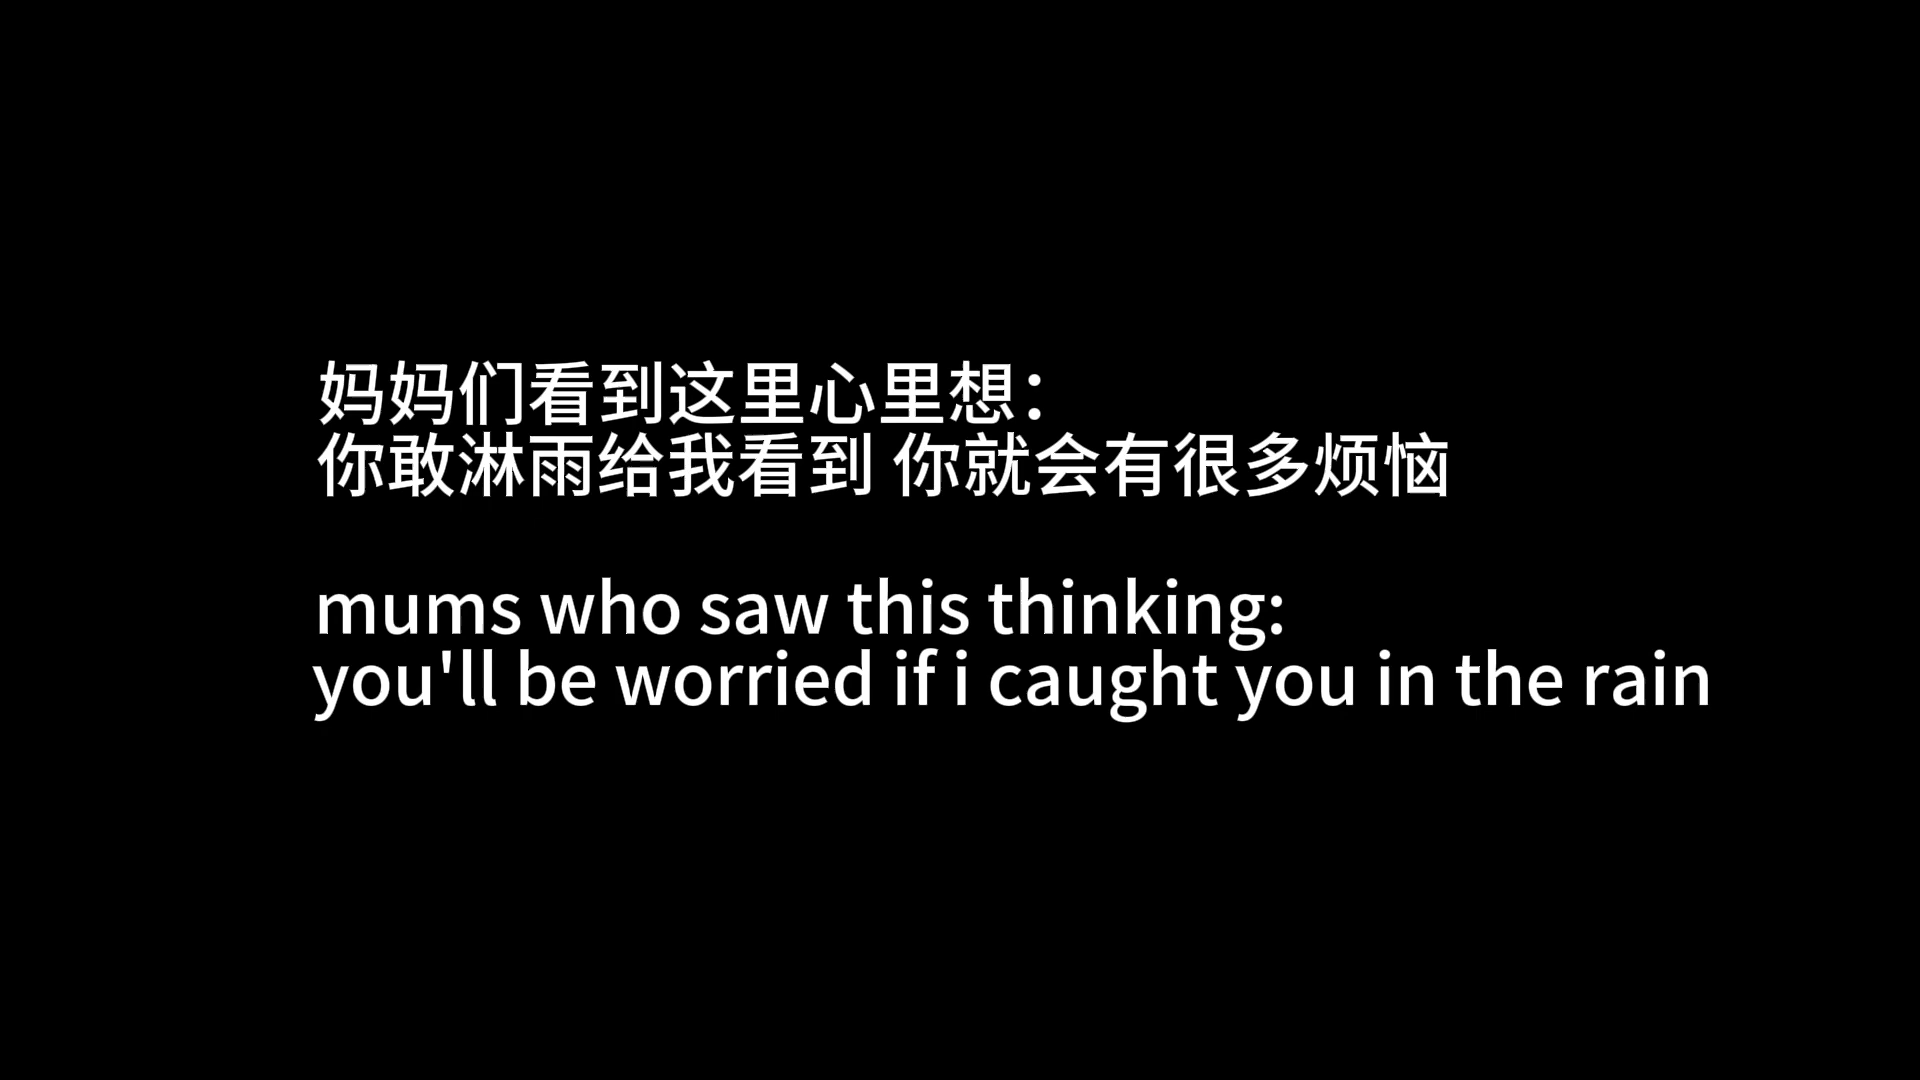 妈妈们看到这里心里想：
你敢淋雨给我看到 你就会有很多烦恼
mums who saw this thinking:
you'll be worried if i caught you in the rain